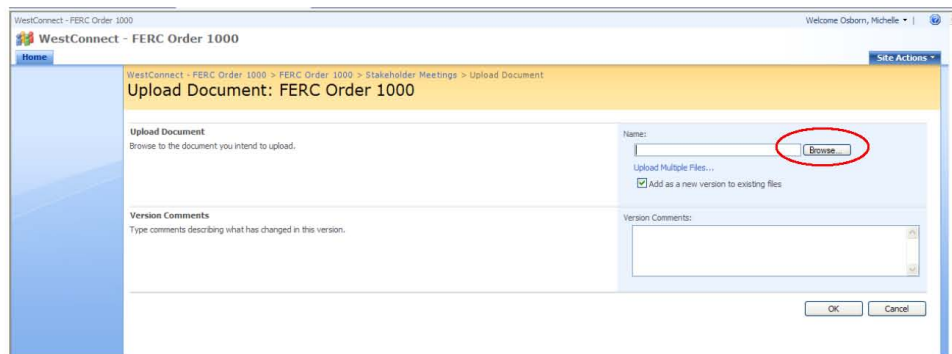 WestConnect - FERC Order 1000
Welcome Osborn, Michelle
WestConnect - FERC Order 1000
Home
Site Actions
WestConnect - FERC Order 1000 > FERC Order 1000 > Stakeholder Meetings > Upload Document
Upload Document: FERC Order 1000
Upload Document
Browse to the document you intend to upload.
Name:
Browse...
Upload Multiple Files...
Add as a new version to existing files
Version Comments
Type comments describing what has changed in this version.
Version Comments:
OK
Cancel